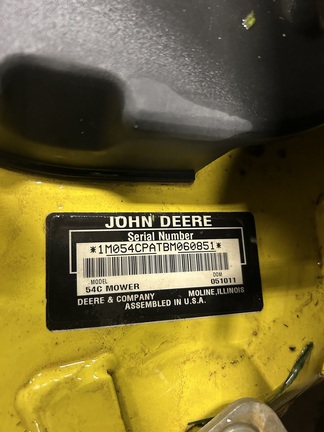 JOHN DEERE
Serial Number
*1M054CPATBM060851*
MODEL DOM
54C MOWER 051011
DEERE & COMPANY MOLINE, ILLINOIS
ASSEMBLED IN U.S.A.